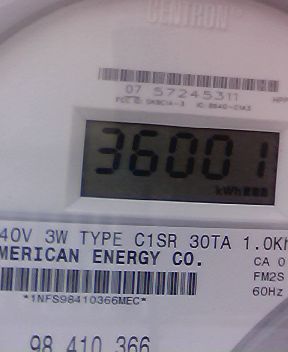 CENTRON®
07 57245311
36001
kWh
40V 3W TYPE C1SR 30TA 1.0Kh
MERICAN ENERGY CO.
CA 0
FM2S
60Hz
*1NFS98410366MEC*
98 410 366